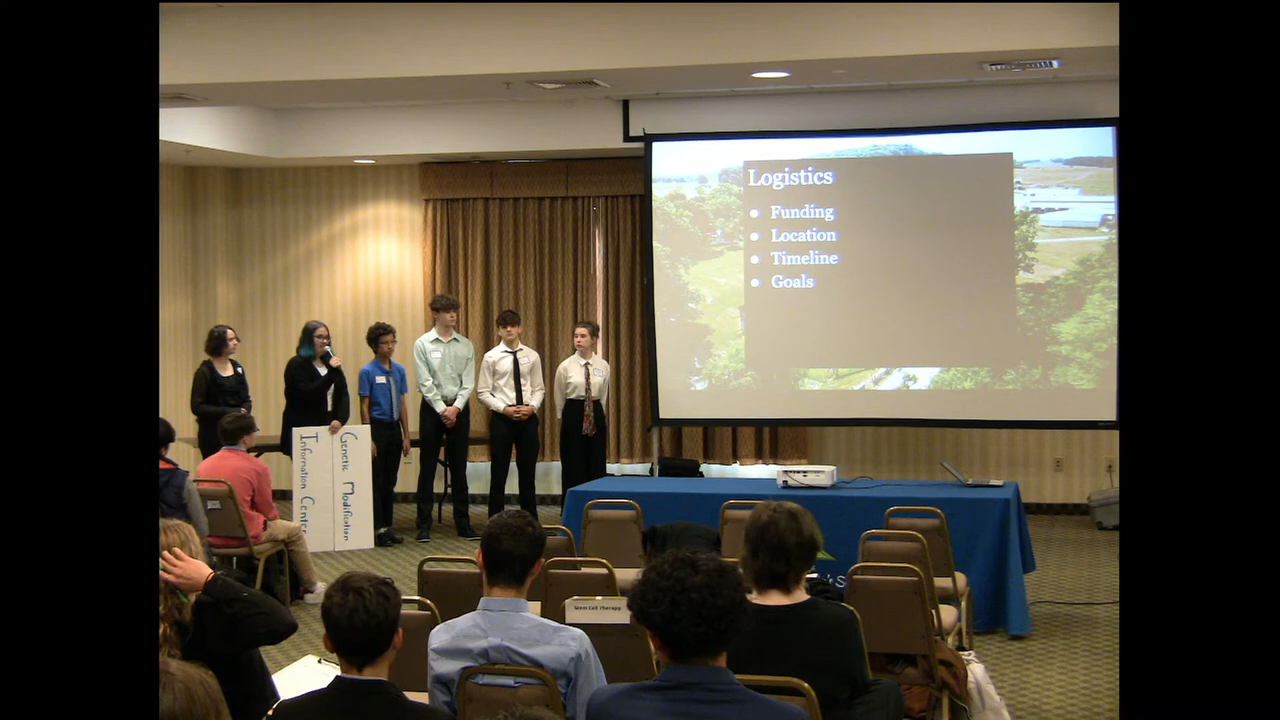 Logistics
• Funding
• Location
• Timeline
• Goals
Genetic Modification
Information Center
Stem Cell Therapy